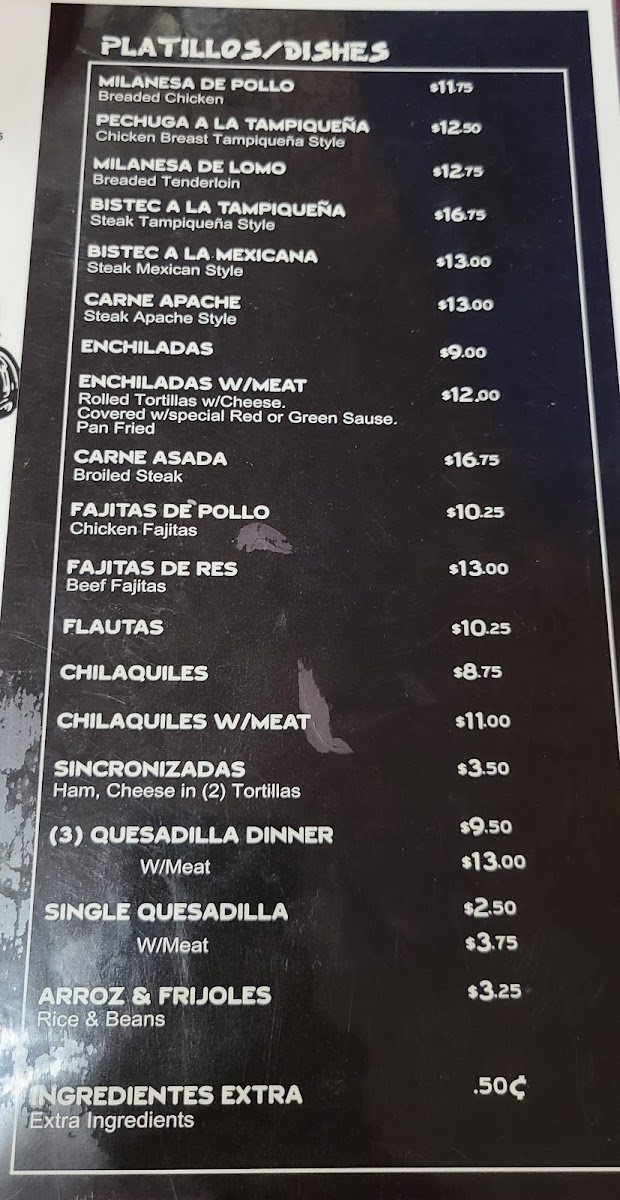 PLATILLOS/DISHES
MILANESA DE POLLO $11.75
Breaded Chicken
PECHUGA A LA TAMPIQUEÑA $12.50
Chicken Breast Tampiqueña Style
MILANESA DE LOMO $12.75
Breaded Tenderloin
BISTEC A LA TAMPIQUEÑA $16.75
Steak Tampiqueña Style
BISTEC A LA MEXICANA $13.00
Steak Mexican Style
CARNE APACHE $13.00
Steak Apache Style
ENCHILADAS $9.00
ENCHILADAS W/MEAT $12.00
Rolled Tortillas w/Cheese.
Covered w/special Red or Green Sause.
Pan Fried
CARNE ASADA $16.75
Broiled Steak
FAJITAS DE POLLO $10.25
Chicken Fajitas
FAJITAS DE RES $13.00
Beef Fajitas
FLAUTAS $10.25
CHILAQUILES $8.75
CHILAQUILES W/MEAT $11.00
SINCRONIZADAS $3.50
Ham, Cheese in (2) Tortillas
(3) QUESADILLA DINNER $9.50
W/Meat $13.00
SINGLE QUESADILLA $2.50
W/Meat $3.75
ARROZ & FRIJOLES $3.25
Rice & Beans
INGREDIENTES EXTRA .50¢
Extra Ingredients